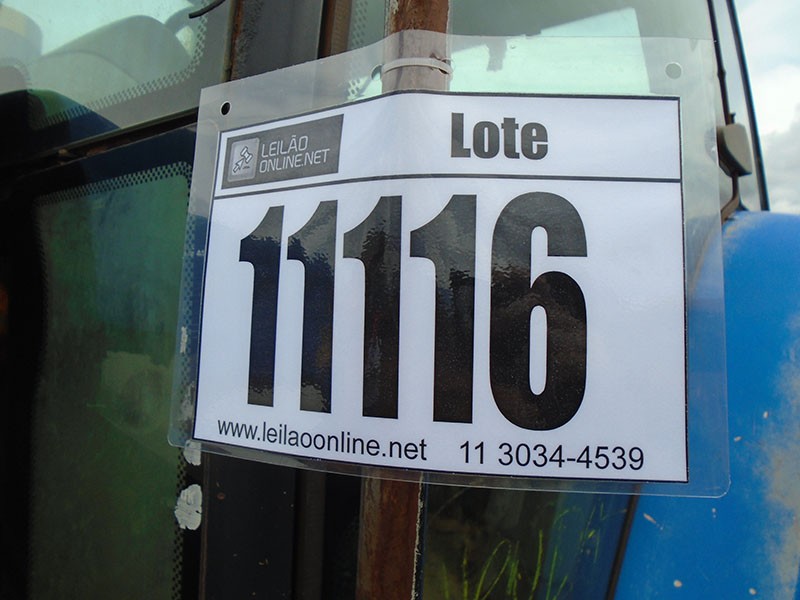 LEILÃO
ONLINE.NET
Lote
11116
www.leilaoonline.net 11 3034-4539